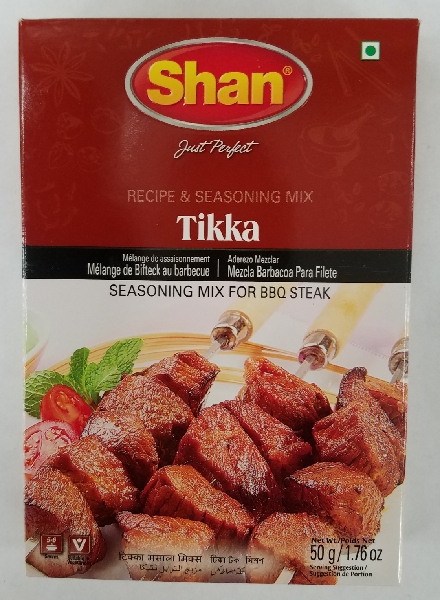 Shan®
Just Perfect
RECIPE & SEASONING MIX
Tikka
Mélange de assaisonnement
Mélange de Bifteck au barbecue
Aderezo Mezclar
Mezcla Barbacoa Para Filete
SEASONING MIX FOR BBQ STEAK
Net Wt./Poids Net
50 g / 1.76 oz
Serving Suggestion /
Suggestion de Portion
टिक्का मसाला मिक्स